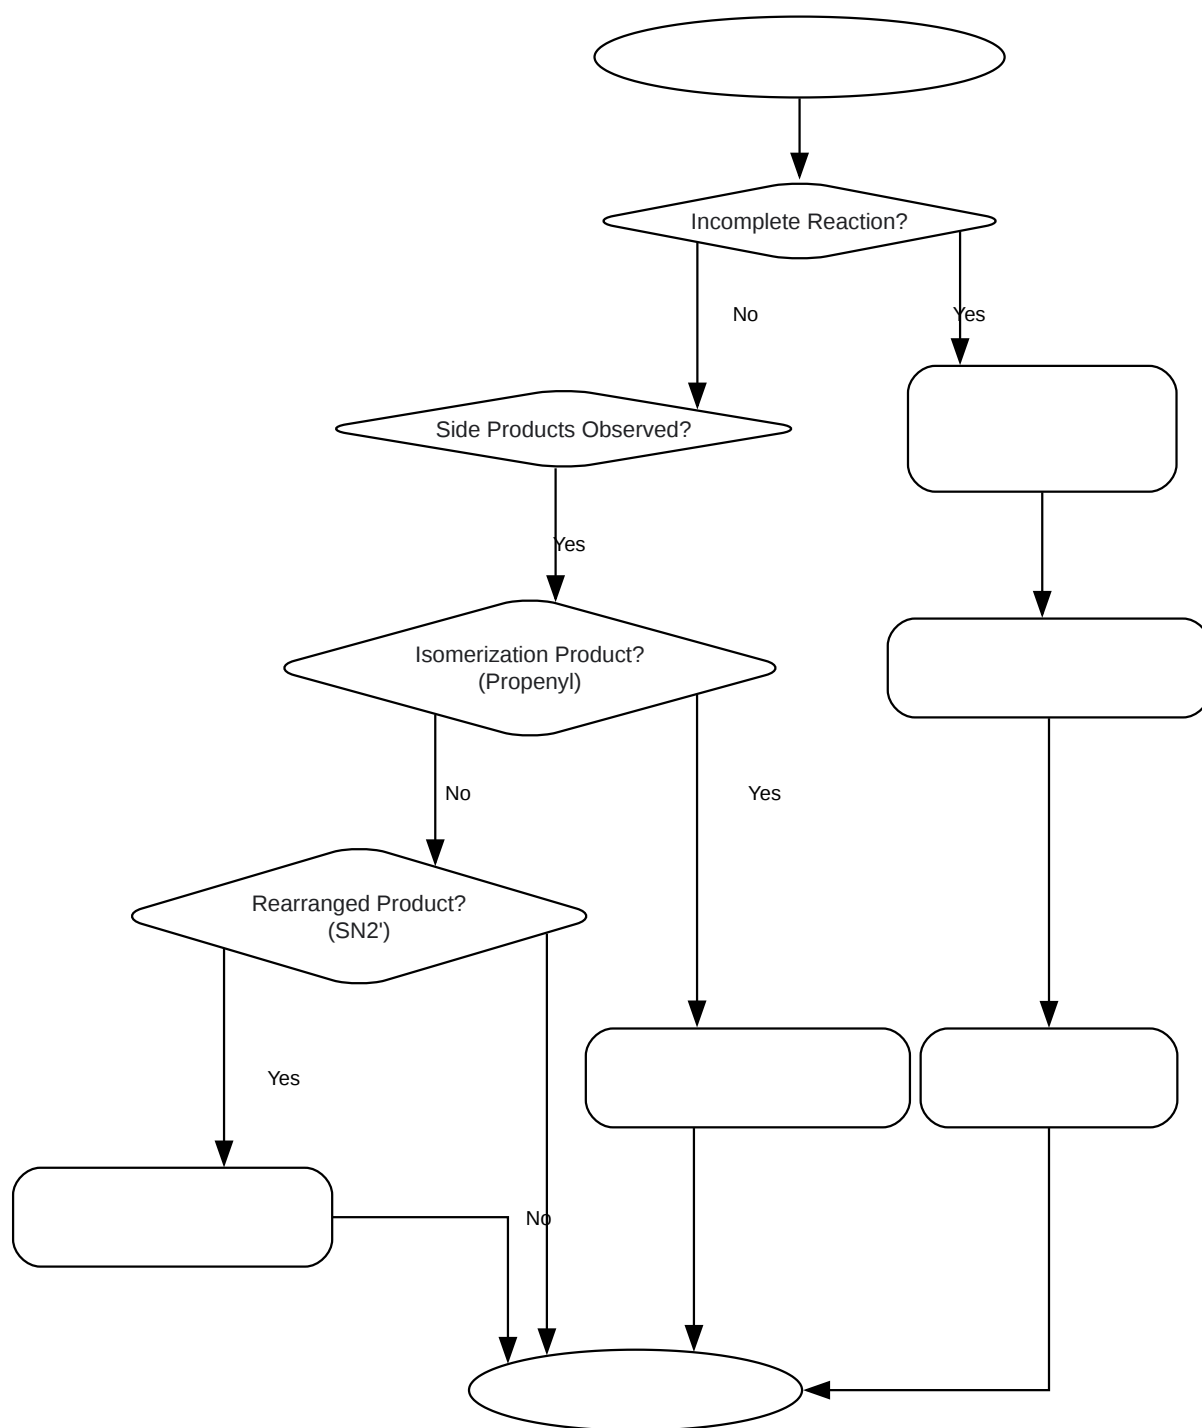 Incomplete Reaction?
No
Yes
Side Products Observed?
Yes
Isomerization Product?
(Propenyl)
No
Yes
Rearranged Product?
(SN2')
Yes
No